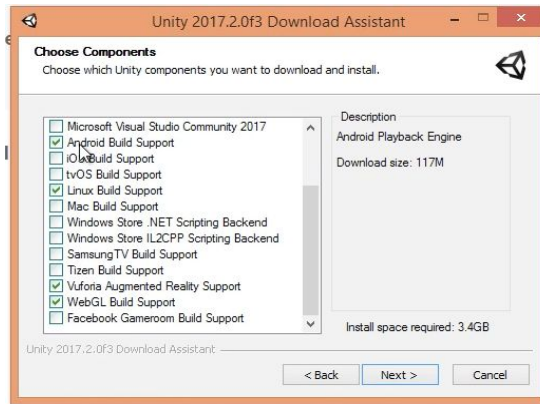 Unity 2017.2.0f3 Download Assistant
Choose Components
Choose which Unity components you want to download and install.
Microsoft Visual Studio Community 2017
Android Build Support
Build Support
tvOS Build Support
Linux Build Support
Mac Build Support
Windows Store .NET Scripting Backend
Windows Store IL2CPP Scripting Backend
SamsungTV Build Support
Tizen Build Support
Vuforia Augmented Reality Support
WebGL Build Support
Facebook Gameroom Build Support
Description
Android Playback Engine
Download size: 117M
Install space required: 3.4GB
Unity 2017.2.0f3 Download Assistant
< Back
Next >
Cancel